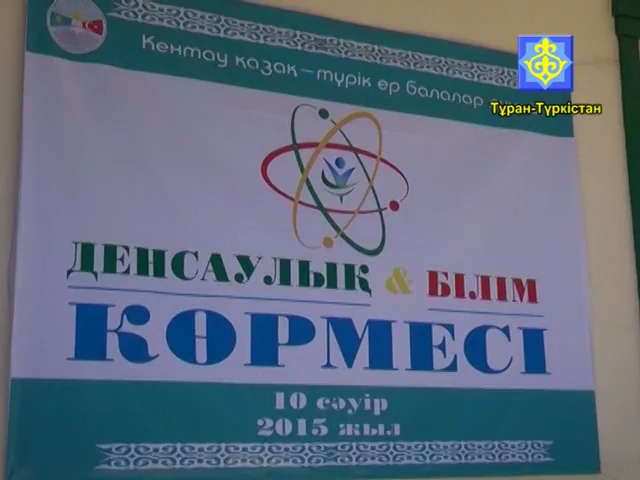 Кентау қазақ – түрік ер балалар
Тұран-Түркістан
ДЕНСАУЛЫҚ & БІЛІМ
КӨРМЕСІ
10 сәуір
2015 жыл